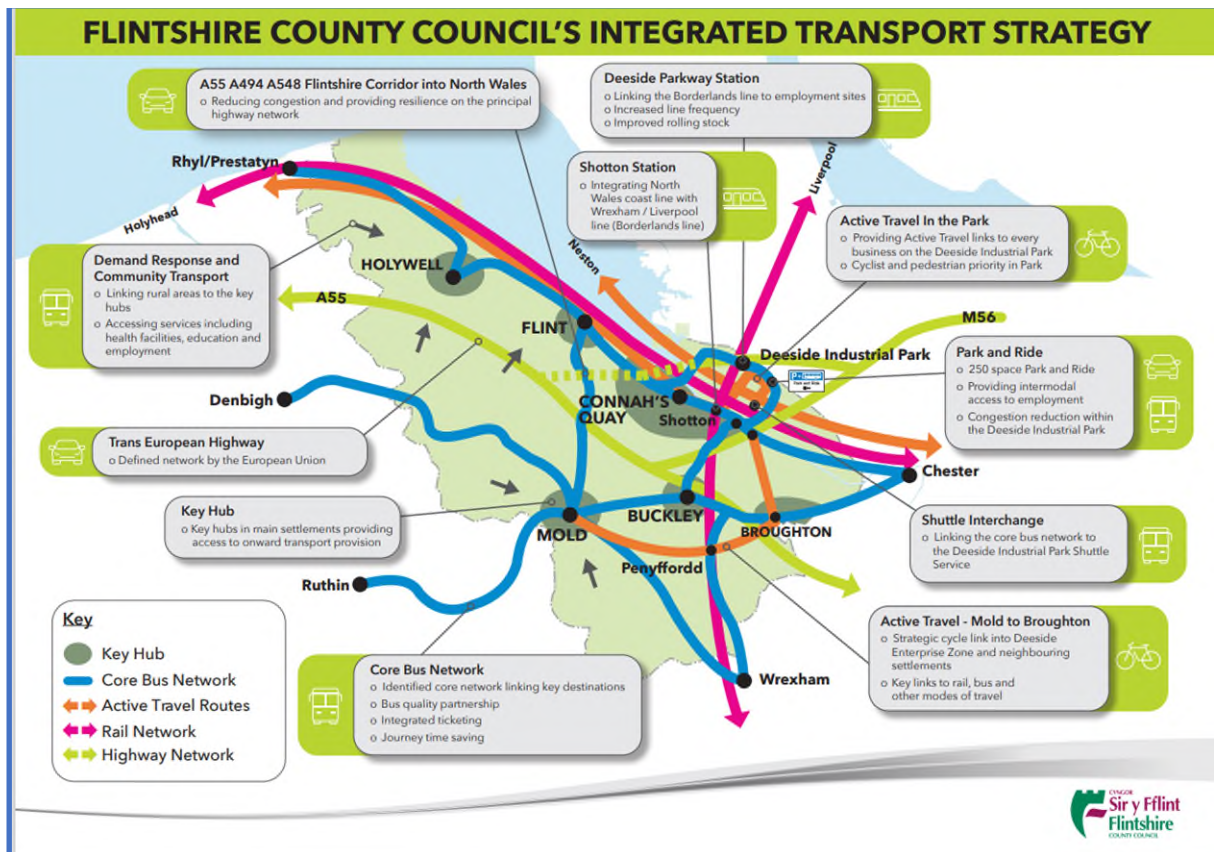 FLINTSHIRE COUNTY COUNCIL'S INTEGRATED TRANSPORT STRATEGY
A55 A494 A548 Flintshire Corridor into North Wales
o Reducing congestion and providing resilience on the principal
highway network
Deeside Parkway Station
o Linking the Borderlands line to employment sites
o Increased line frequency
o Improved rolling stock
Rhyl/Prestatyn
Holyhead
Shotton Station
o Integrating North
Wales coast line with
Wrexham / Liverpool
line (Borderlands line)
Liverpool
Neston
Active Travel In the Park
o Providing Active Travel links to every
business on the Deeside Industrial Park
o Cyclist and pedestrian priority in Park
Demand Response and
Community Transport
o Linking rural areas to the key
hubs
o Accessing services including
health facilities, education and
employment
HOLYWELL
A55
FLINT
M56
Deeside Industrial Park
Park and Ride
o 250 space Park and Ride
o Providing intermodal
access to employment
o Congestion reduction within
the Deeside Industrial Park
Denbigh
CONNAH'S
QUAY
Shotton
Trans European Highway
o Defined network by the European Union
Chester
Key Hub
o Key hubs in main settlements providing
access to onward transport provision
MOLD
BUCKLEY
BROUGHTON
Shuttle Interchange
o Linking the core bus network to
the Deeside Industrial Park Shuttle
Service
Penyffordd
Ruthin
Active Travel - Mold to Broughton
o Strategic cycle link into Deeside
Enterprise Zone and neighbouring
settlements
o Key links to rail, bus and
other modes of travel
Key
Key Hub
Core Bus Network
Active Travel Routes
Rail Network
Highway Network
Core Bus Network
o Identified core network linking key destinations
o Bus quality partnership
o Integrated ticketing
o Journey time saving
Wrexham
CYNGOR
Sir y Fflint
Flintshire
COUNTY COUNCIL